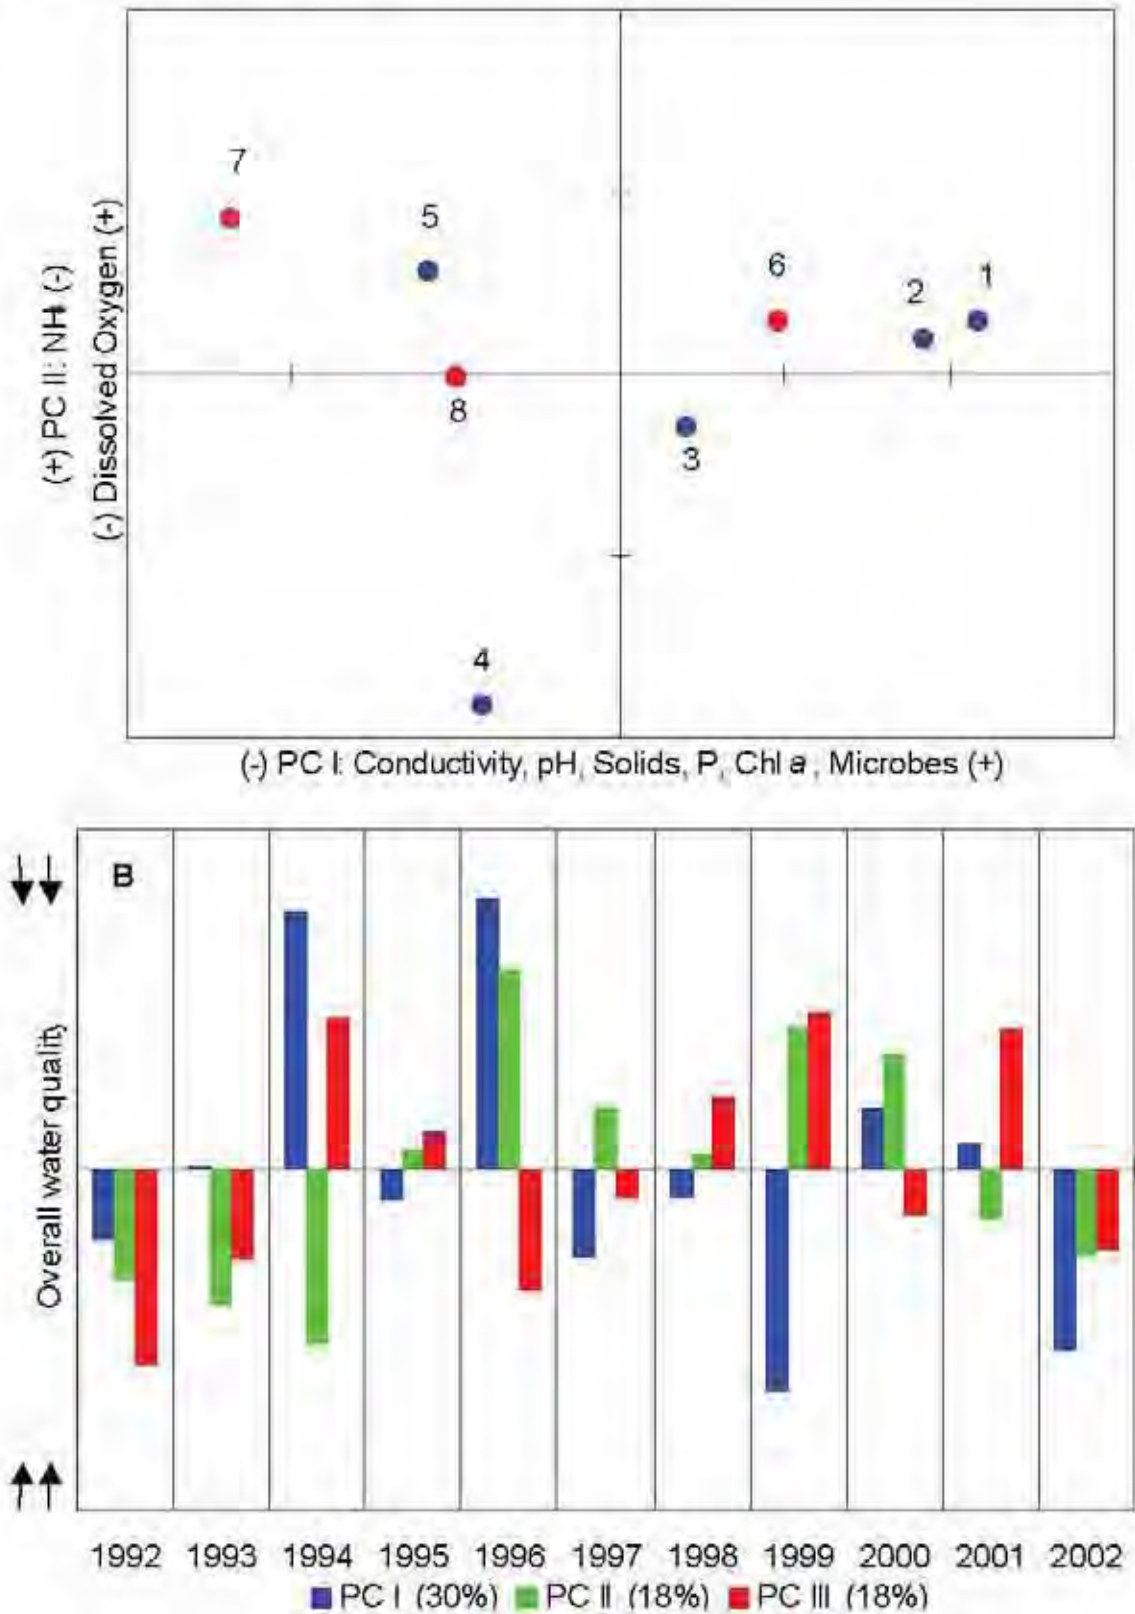 7
5
6
2
1
8
3
4
(+) PC II: NH (-)
(-) Dissolved Oxygen (+)
(-) PC I: Conductivity, pH, Solids, P, Chl a, Microbes (+)
B
Overall water quality
1992 1993 1994 1995 1996 1997 1998 1999 2000 2001 2002
PC I (30%) PC II (18%) PC III (18%)